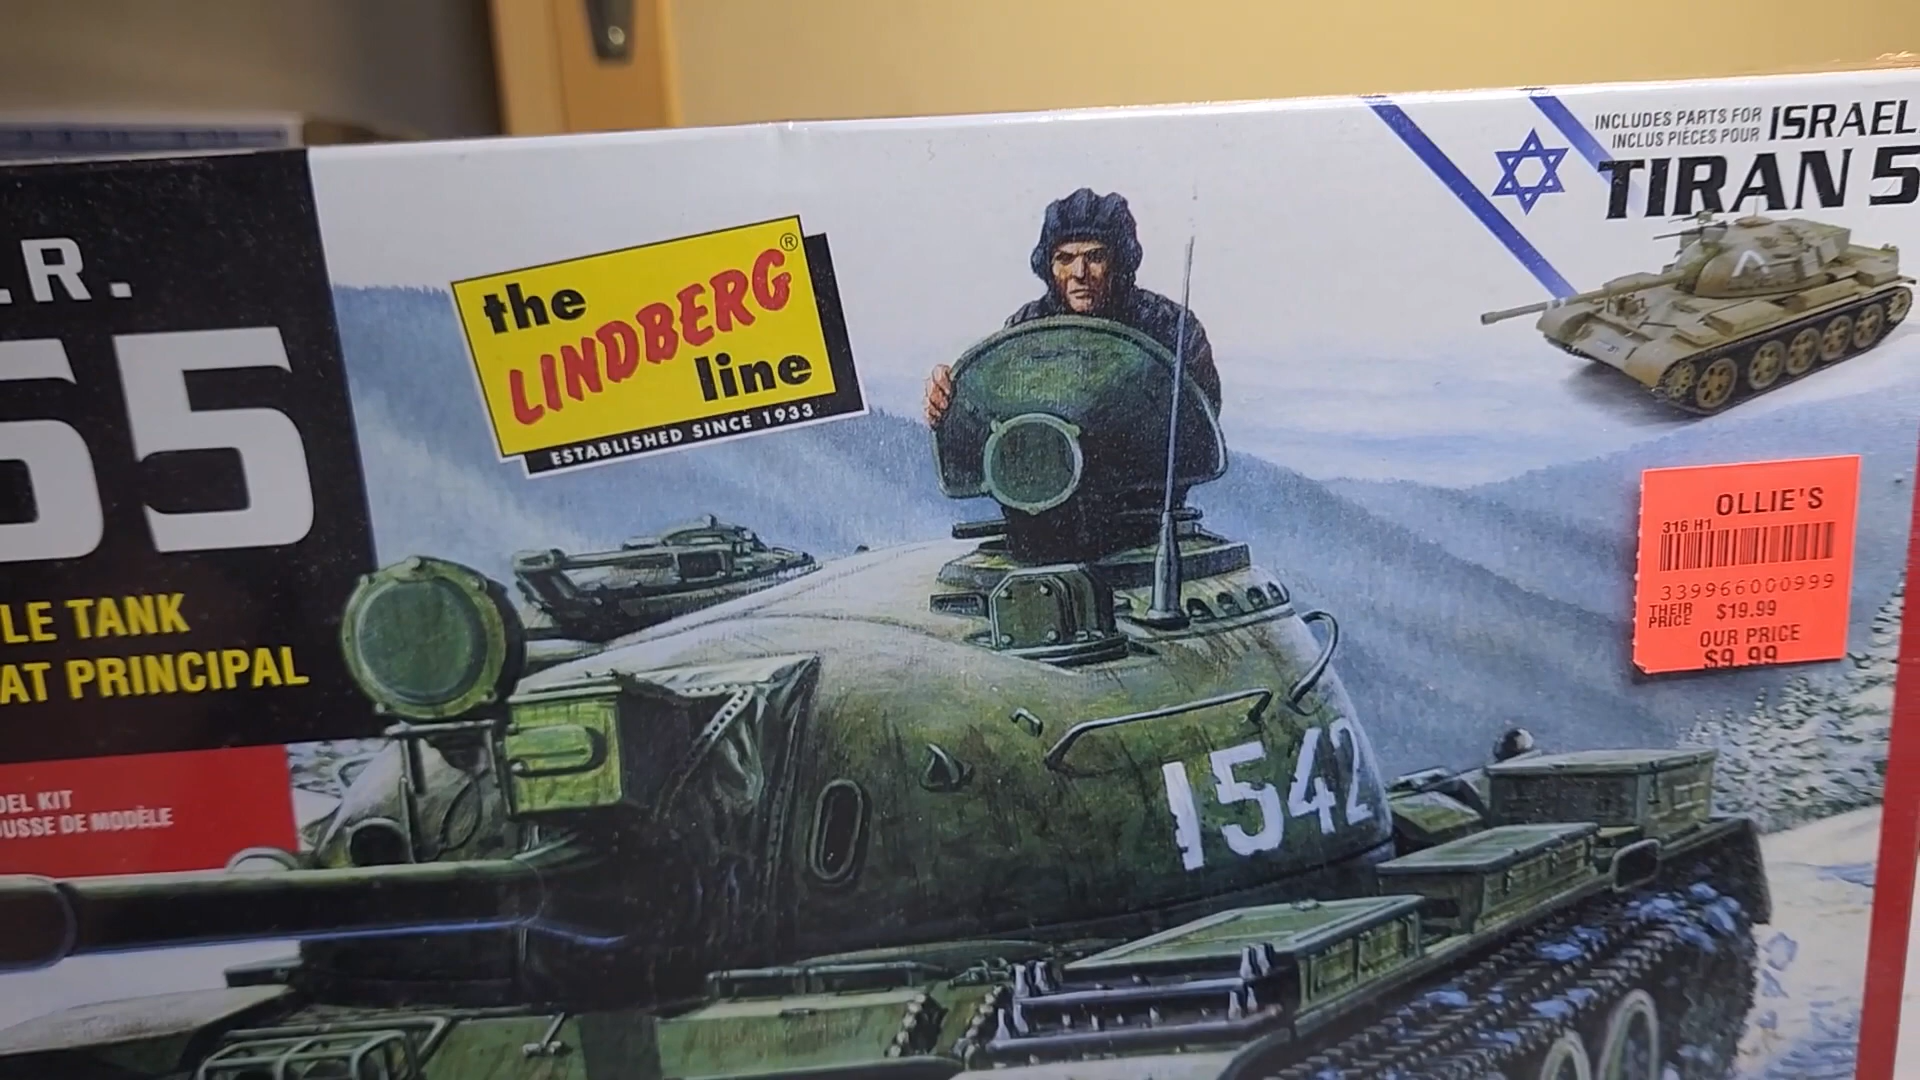 .R.
55
LE TANK
AT PRINCIPAL
DEL KIT
OUSSE DE MODÈLE
the
LINDBERG®
line
ESTABLISHED SINCE 1933
INCLUDES PARTS FOR
INCLUS PIÈCES POUR
ISRAEL
TIRAN 5
OLLIE'S
316 H1
339966000999
THEIR PRICE $19.99
OUR PRICE
$9.99
1542